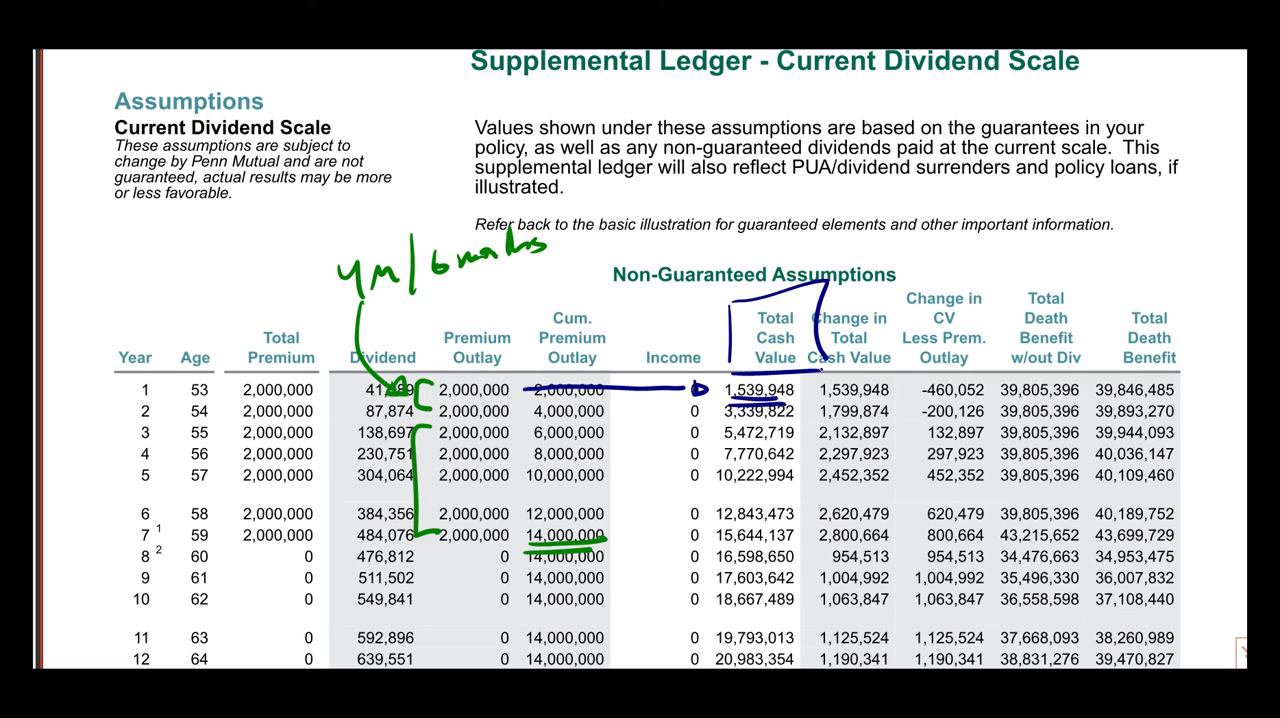 Supplemental Ledger - Current Dividend Scale
Assumptions
Current Dividend Scale
These assumptions are subject to
change by Penn Mutual and are not
guaranteed, actual results may be more
or less favorable.
Values shown under these assumptions are based on the guarantees in your
policy, as well as any non-guaranteed dividends paid at the current scale. This
supplemental ledger will also reflect PUA/dividend surrenders and policy loans, if
illustrated.
Refer back to the basic illustration for guaranteed elements and other important information.
4M/6 months
Non-Guaranteed Assumptions
Year Age Total Premium Dividend Premium Outlay Cum. Premium Outlay Income Total Cash Value Change in Total Cash Value Change in CV Less Prem. Outlay Total Death Benefit w/out Div Total Death Benefit
1 53 2,000,000 2,000,000 2,000,000 0 1,539,948 1,539,948 -460,052 39,805,396 39,846,485
2 54 2,000,000 87,874 2,000,000 4,000,000 0 3,339,822 1,799,874 -200,126 39,805,396 39,893,270
3 55 2,000,000 138,697 2,000,000 6,000,000 0 5,472,719 2,132,897 132,897 39,805,396 39,944,093
4 56 2,000,000 230,751 2,000,000 8,000,000 0 7,770,642 2,297,923 297,923 39,805,396 40,036,147
5 57 2,000,000 304,064 2,000,000 10,000,000 0 10,222,994 2,452,352 452,352 39,805,396 40,109,460
6 58 2,000,000 384,356 2,000,000 12,000,000 0 12,843,473 2,620,479 620,479 39,805,396 40,189,752
7 1 59 2,000,000 484,076 2,000,000 14,000,000 0 15,644,137 2,800,664 800,664 43,215,652 43,699,729
8 2 60 0 476,812 0 14,000,000 0 16,598,650 954,513 954,513 34,476,663 34,953,475
9 61 0 511,502 0 14,000,000 0 17,603,642 1,004,992 1,004,992 35,496,330 36,007,832
10 62 0 549,841 0 14,000,000 0 18,667,489 1,063,847 1,063,847 36,558,598 37,108,440
11 63 0 592,896 0 14,000,000 0 19,793,013 1,125,524 1,125,524 37,668,093 38,260,989
12 64 0 639,551 0 14,000,000 0 20,983,354 1,190,341 1,190,341 38,831,276 39,470,827